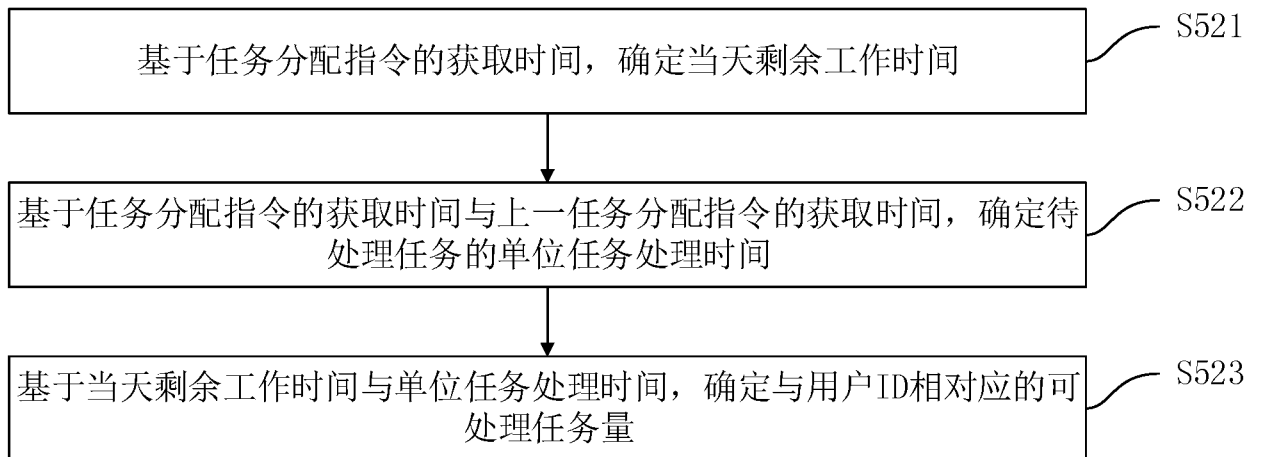 基于任务分配指令的获取时间，确定当天剩余工作时间
S521
基于任务分配指令的获取时间与上一任务分配指令的获取时间，确定待
处理任务的单位任务处理时间
S522
基于当天剩余工作时间与单位任务处理时间，确定与用户ID相对应的可
处理任务量
S523